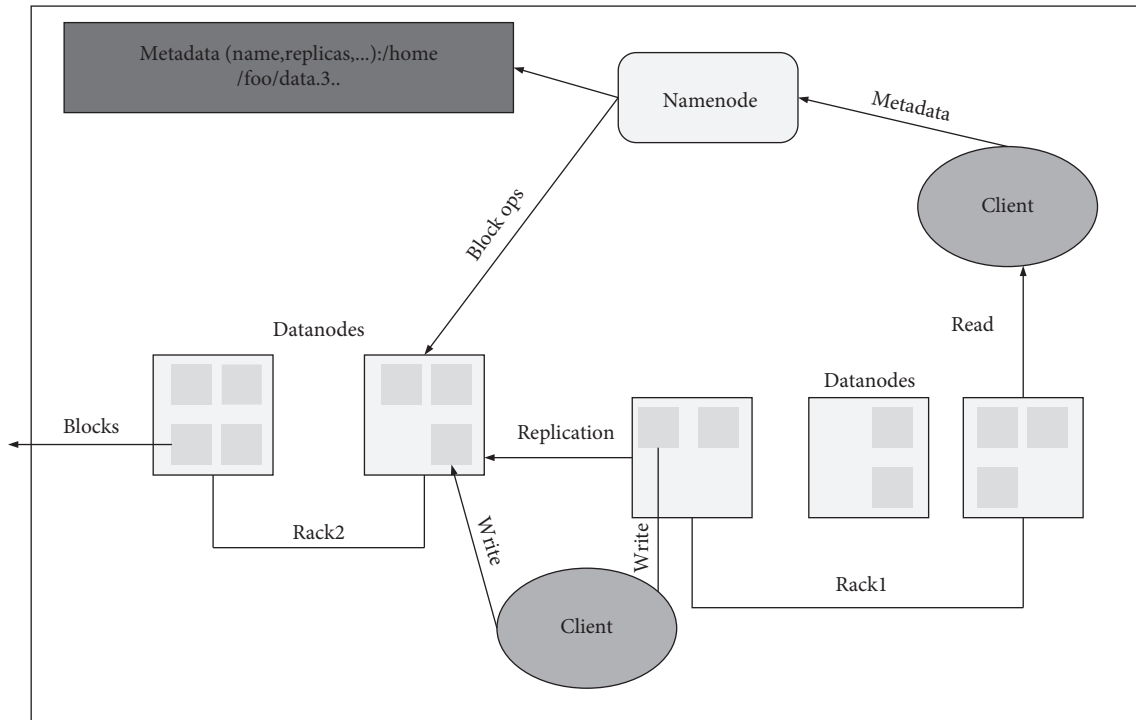 Metadata (name,replicas,...):/home
/foo/data.3..
Namenode
Metadata
Client
Block ops
Read
Datanodes
Datanodes
Blocks
Replication
Rack2
Write
Write
Rack1
Client